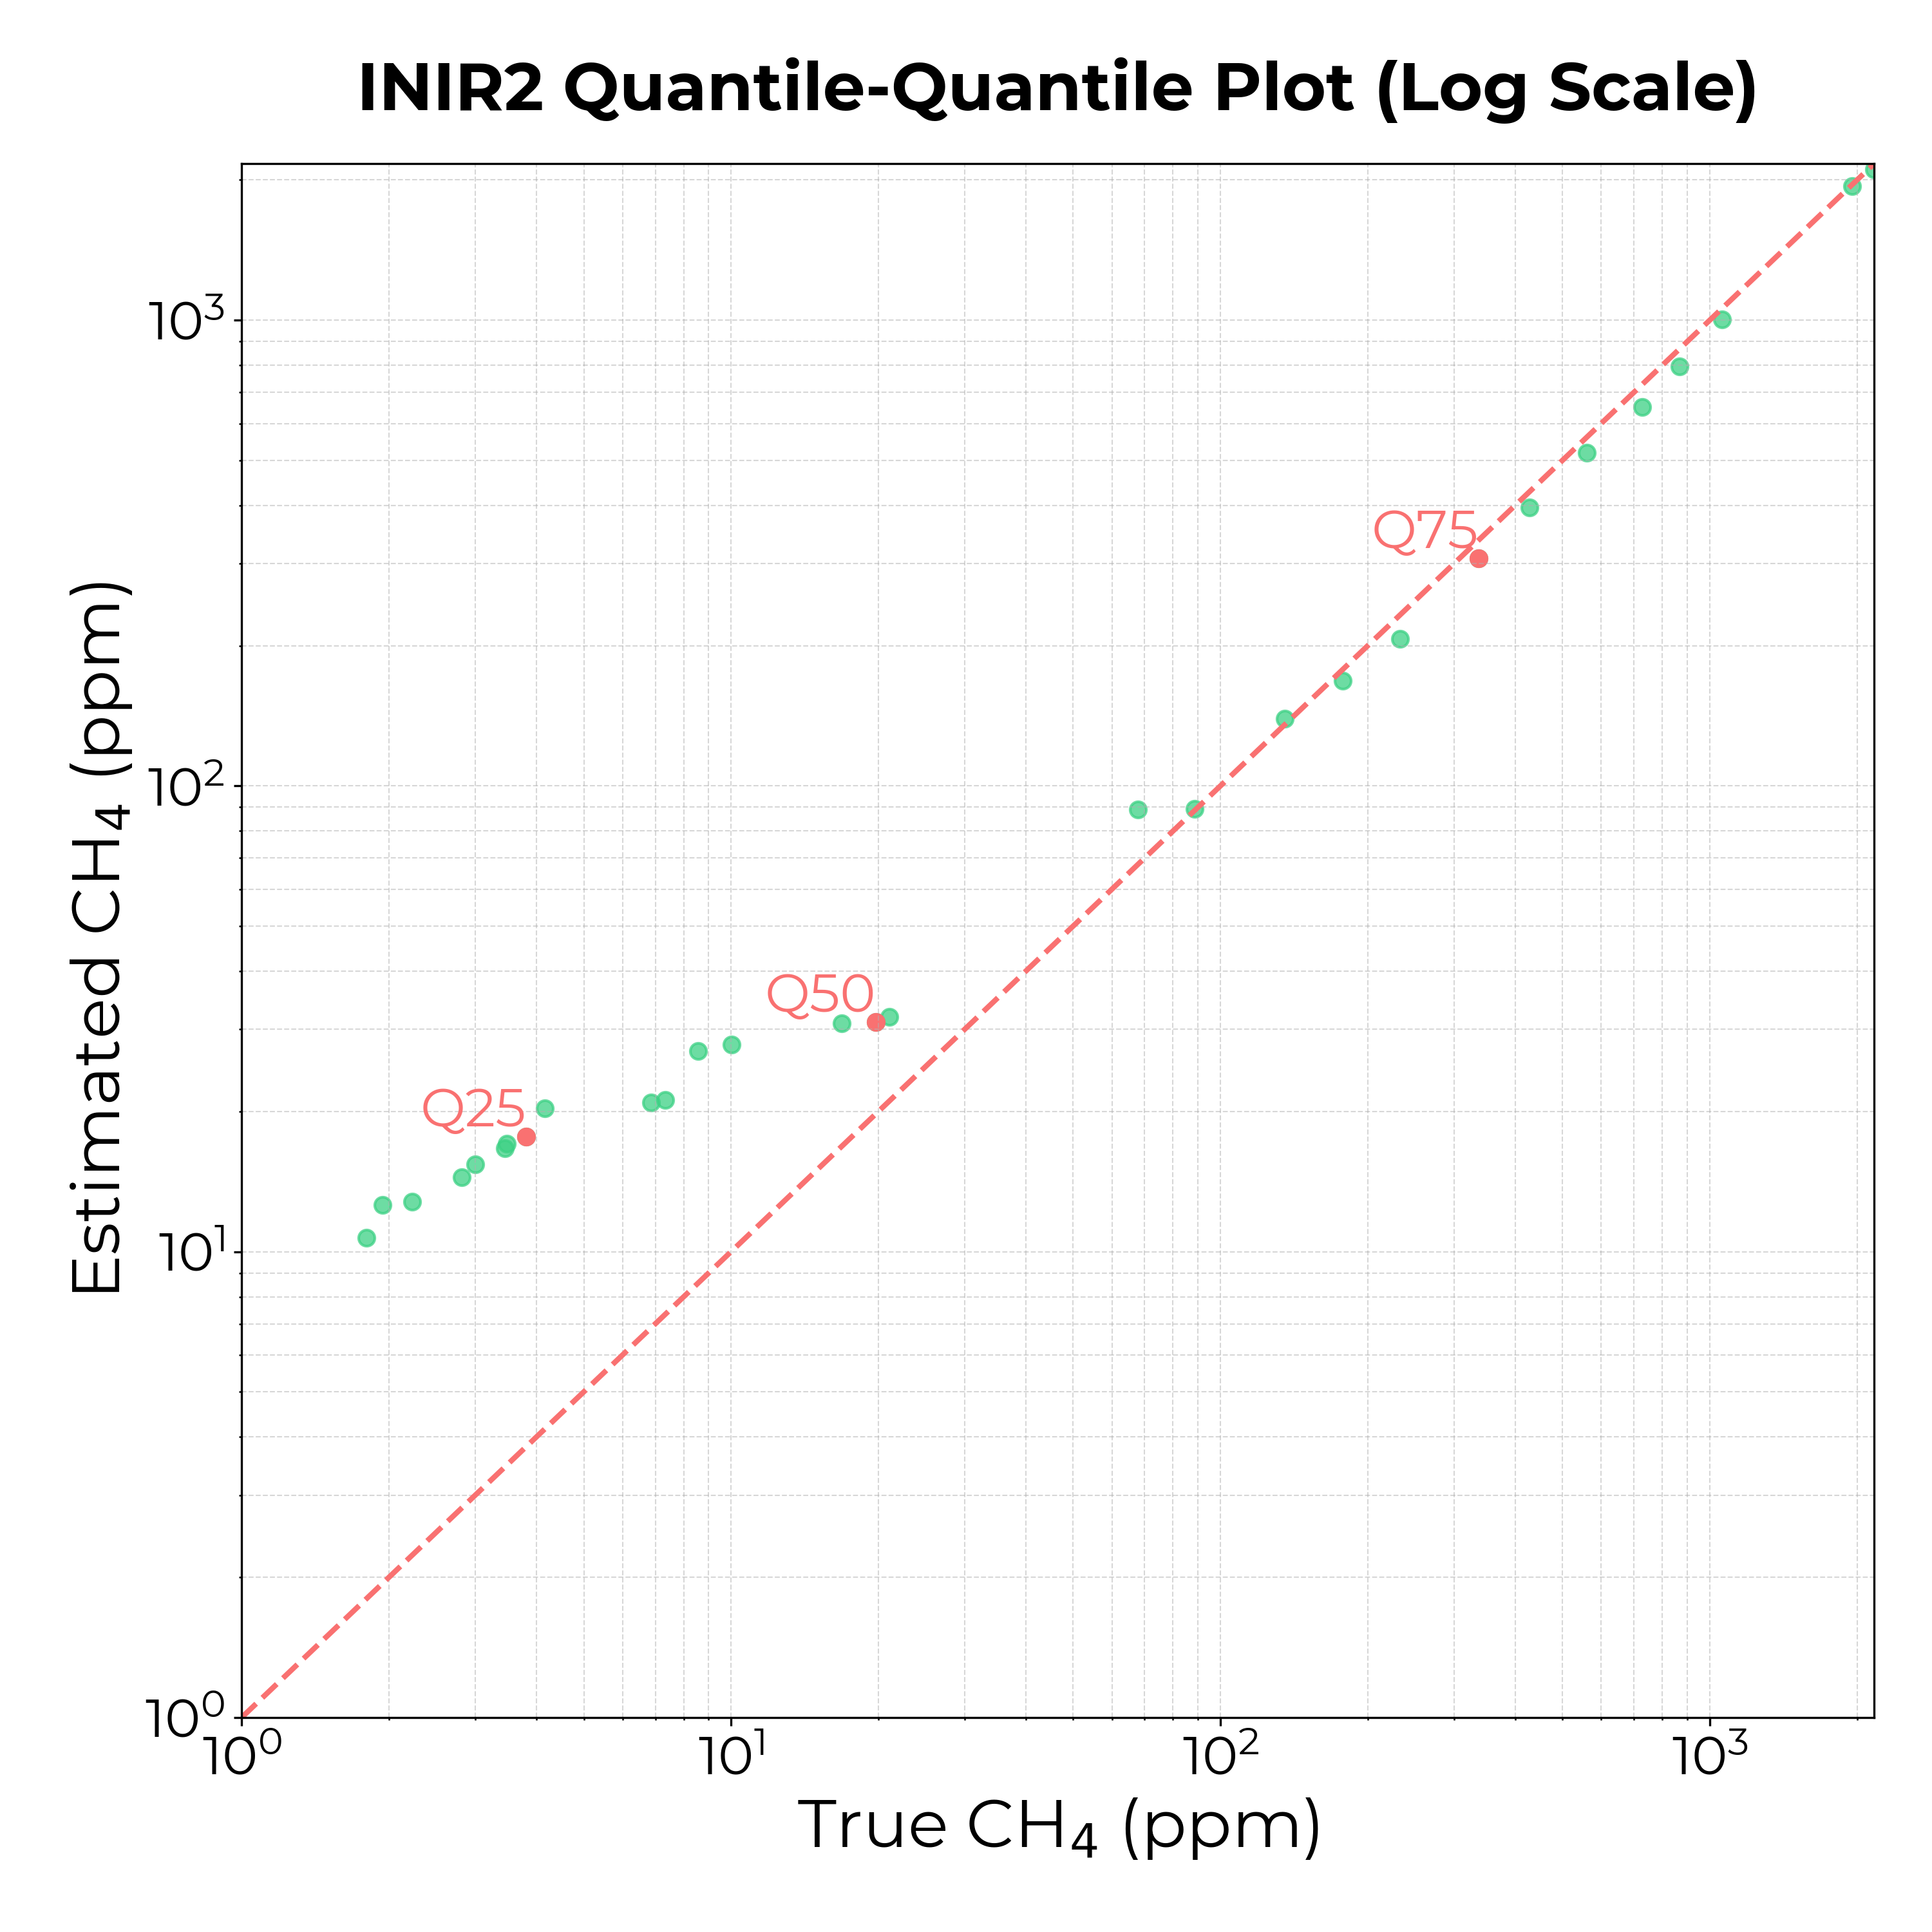 INIR2 Quantile-Quantile Plot (Log Scale)
Estimated CH₄ (ppm)
10³
10²
10¹
10⁰
Q75
Q50
Q25
10⁰ 10¹ 10² 10³
True CH₄ (ppm)